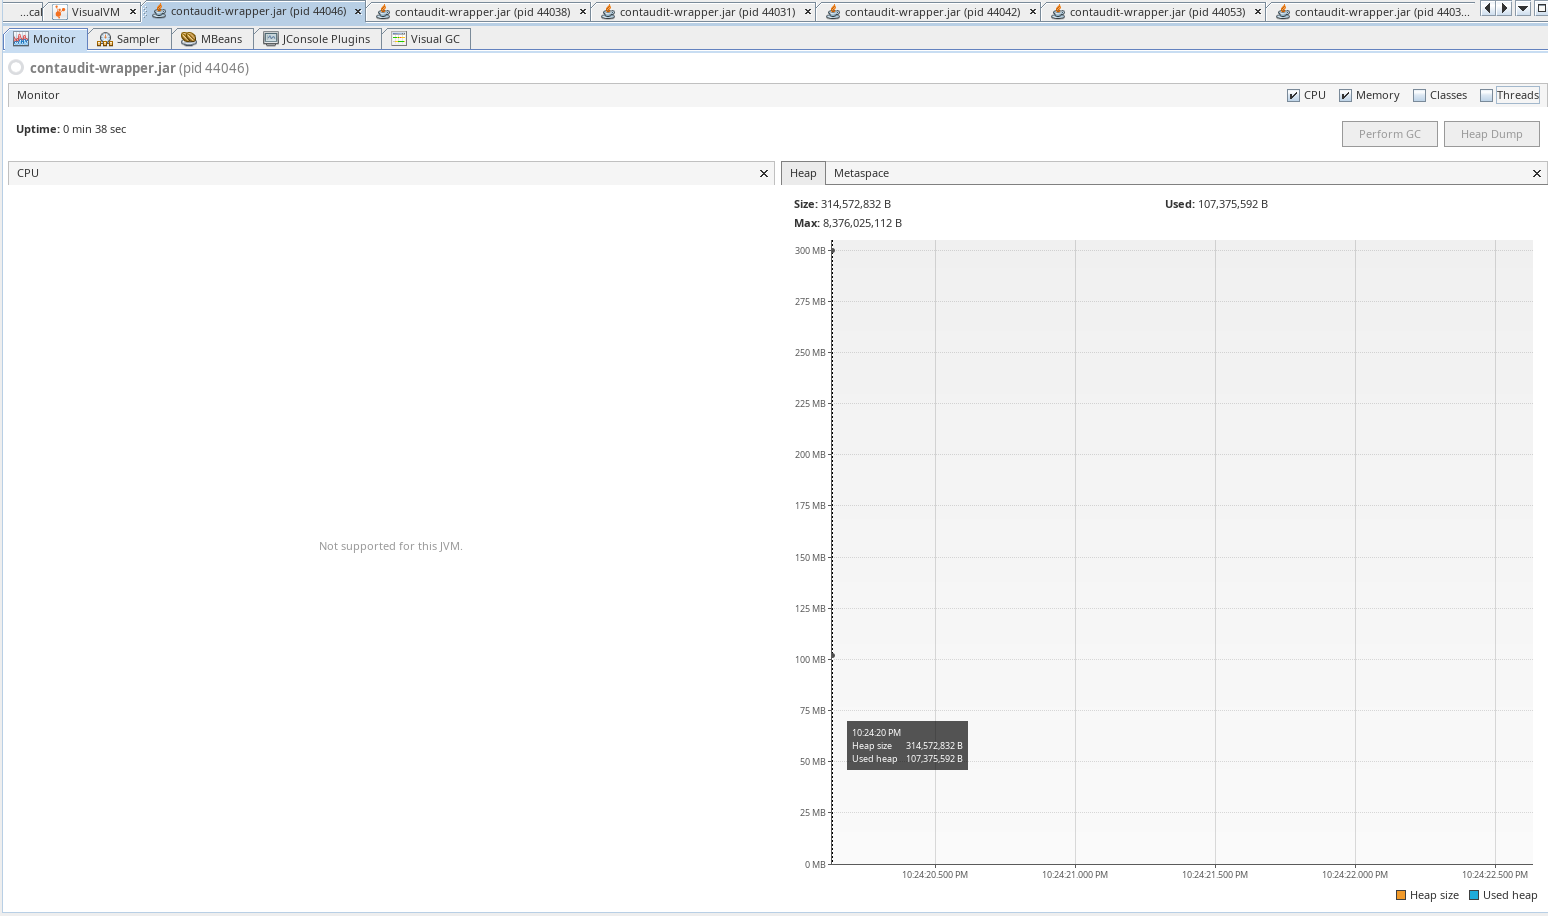 ...cal VisualVM contaudit-wrapper.jar (pid 44046) contaudit-wrapper.jar (pid 44038) contaudit-wrapper.jar (pid 44031) contaudit-wrapper.jar (pid 44042) contaudit-wrapper.jar (pid 44053) contaudit-wrapper.jar (pid 4403...
Monitor Sampler MBeans JConsole Plugins Visual GC
contaudit-wrapper.jar (pid 44046)
Monitor CPU Memory Classes Threads
Uptime: 0 min 38 sec Perform GC Heap Dump
CPU Heap Metaspace
Size: 314,572,832 B Used: 107,375,592 B
Max: 8,376,025,112 B
300 MB
275 MB
250 MB
225 MB
200 MB
175 MB
150 MB
Not supported for this JVM.
125 MB
100 MB
75 MB
10:24:20 PM
Heap size 314,572,832 B
Used heap 107,375,592 B
50 MB
25 MB
0 MB
10:24:20.500 PM 10:24:21.000 PM 10:24:21.500 PM 10:24:22.000 PM 10:24:22.500 PM
Heap size Used heap